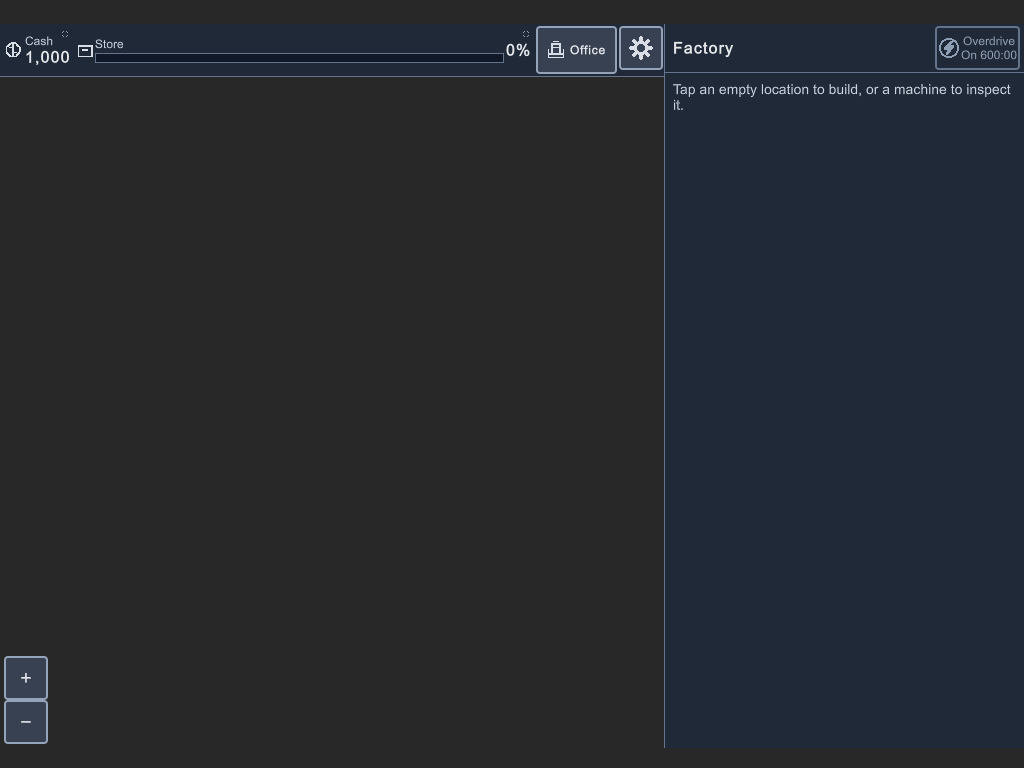 Cash
1,000
Store
0%
Office
Factory
Overdrive
On 600:00
Tap an empty location to build, or a machine to inspect
it.
+
−